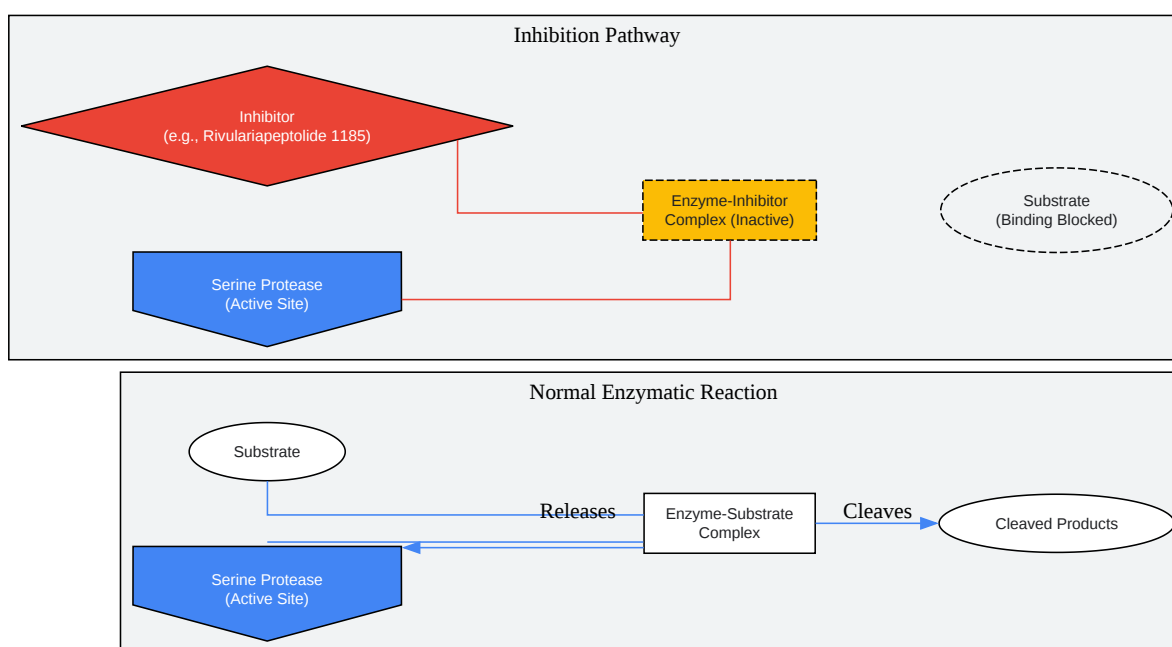 Inhibition Pathway
Inhibitor
(e.g., Rivulariapeptolide 1185)
Enzyme-Inhibitor
Complex (Inactive)
Substrate
(Binding Blocked)
Serine Protease
(Active Site)
Normal Enzymatic Reaction
Substrate
Releases
Enzyme-Substrate
Complex
Cleaves
Cleaved Products
Serine Protease
(Active Site)